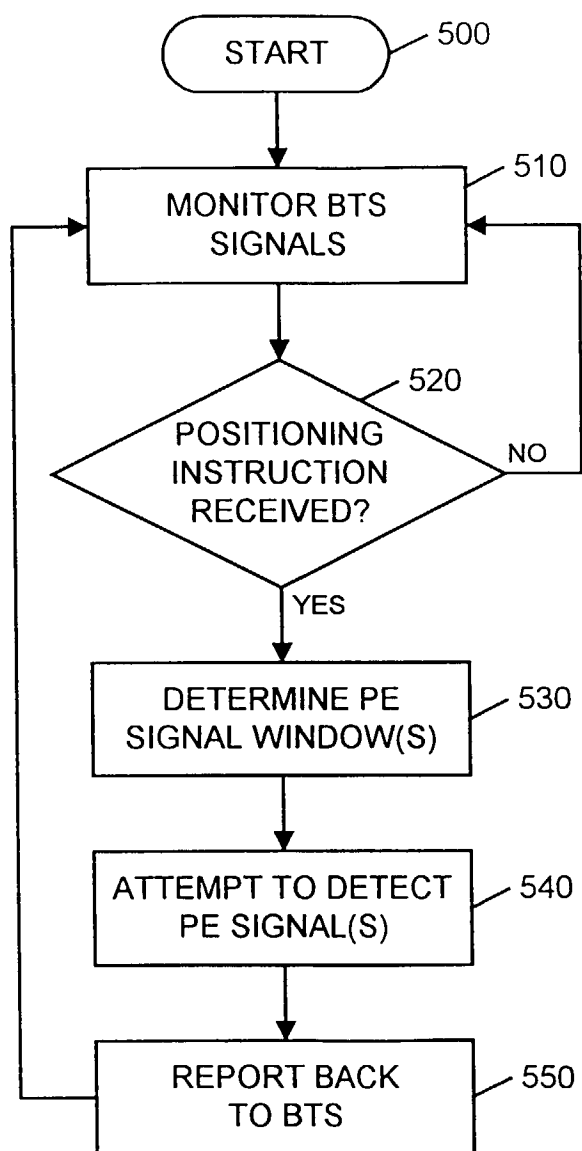 START
500
510
MONITOR BTS
SIGNALS
520
POSITIONING
INSTRUCTION
RECEIVED?
NO
YES
DETERMINE PE
SIGNAL WINDOW(S)
530
ATTEMPT TO DETECT
PE SIGNAL(S)
540
REPORT BACK
TO BTS
550